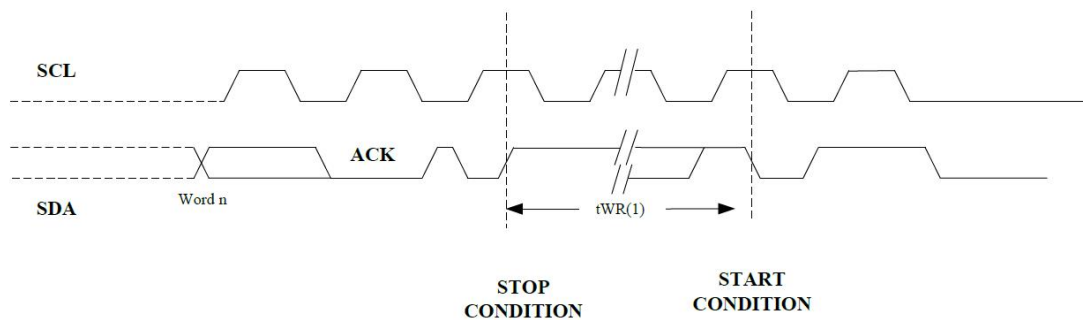 SCL
ACK
Word n
SDA
tWR(1)
STOP
CONDITION
START
CONDITION